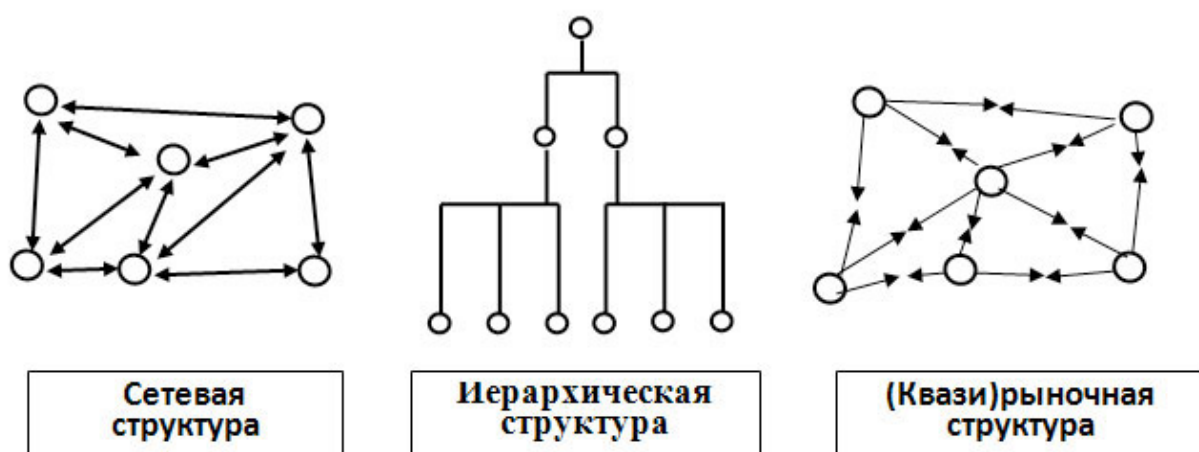 Сетевая
структура
Иерархическая
структура
(Квази)рыночная
структура